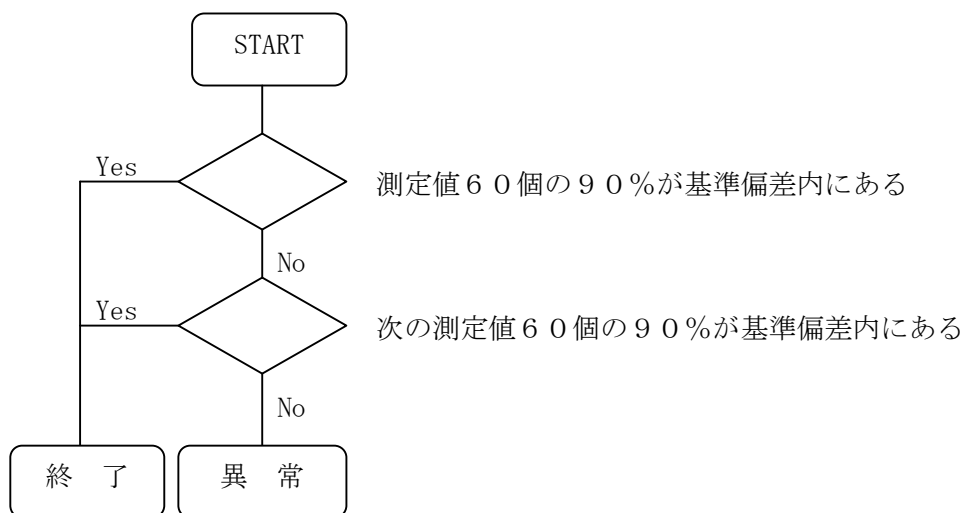 START
Yes
測定値６０個の９０％が基準偏差内にある
No
Yes
次の測定値６０個の９０％が基準偏差内にある
No
終　了
異　常